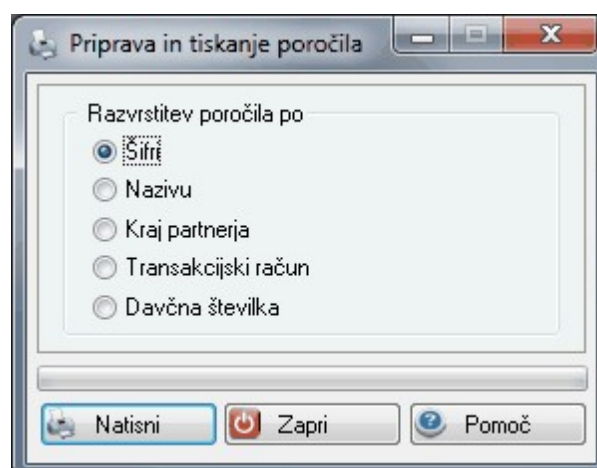 Priprava in tiskanje poročila
Razvrstitev poročila po
Šifri
Nazivu
Kraj partnerja
Transakcijski račun
Davčna številka
Natisni Zapri Pomoč